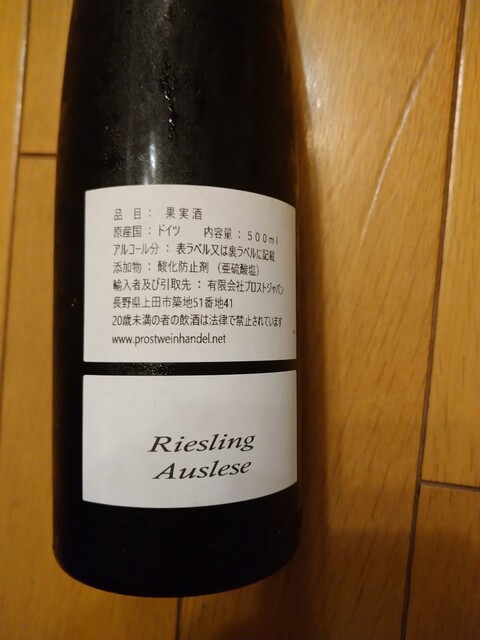 品 目： 果実酒
原産国：ドイツ 内容量：５００ｍｌ
アルコール分：表ラベル又は裏ラベルに記載
添加物：酸化防止剤（亜硫酸塩）
輸入者及び引取先：有限会社プロストジャパン
長野県上田市築地51番地41
20歳未満の者の飲酒は法律で禁止されています
www.prostweinhandel.net
Riesling
Auslese